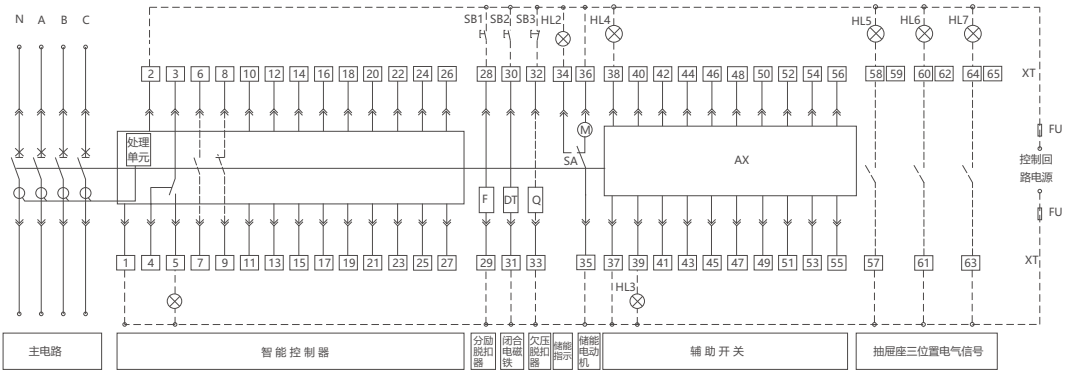 N A B C
SB1 SB2 SB3 HL2 HL4 HL5 HL6 HL7
2 3 6 8 10 12 14 16 18 20 22 24 26 28 30 32 34 36 38 40 42 44 46 48 50 52 54 56 58 59 60 62 64 65 XT
FU
处理
单元
M
SA
AX
控制回
路电源
F DT Q
FU
1 4 5 7 9 11 13 15 17 19 21 23 25 27 29 31 33 35 37 39 41 43 45 47 49 51 53 55 57 61 63 XT
HL3
主电路
智能控制器
分励
脱扣
器
闭合
电磁
铁
欠压
脱扣
器
储能
指示
储能
电动
机
辅助开关
抽屉座三位置电气信号